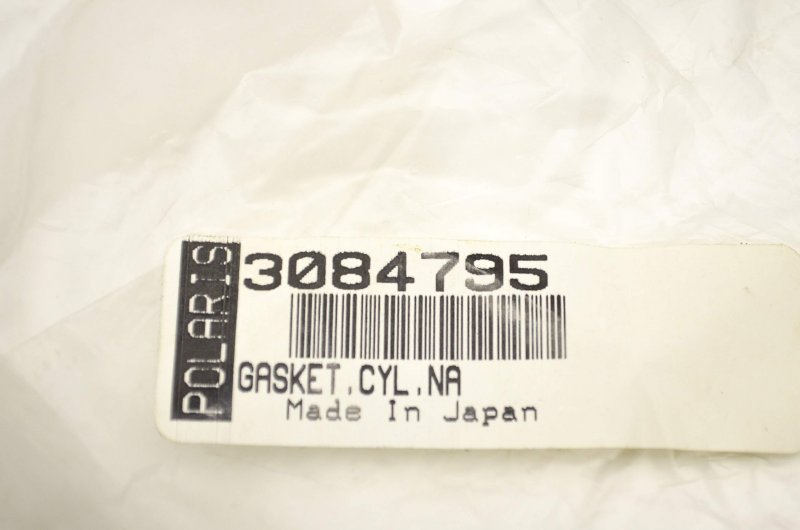 POLARIS
3084795
GASKET,CYL,NA
Made In Japan